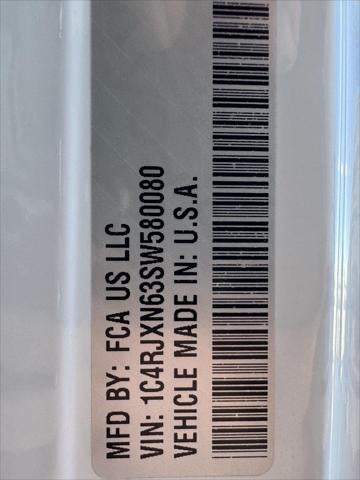 MFD BY: FCA US LLC
VIN: 1C4RJXN63SW580080
VEHICLE MADE IN: U.S.A.